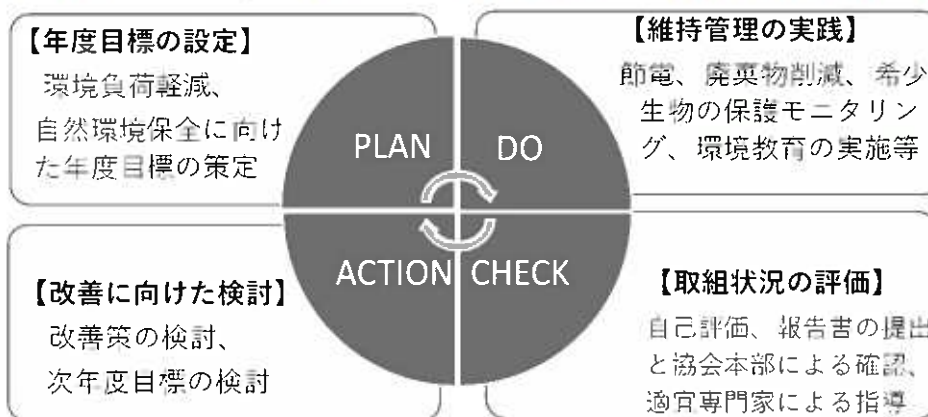 【年度目標の設定】
環境負荷軽減、
自然環境保全に向け
た年度目標の策定
【維持管理の実践】
節電、廃棄物削減、希少
生物の保護モニタリン
グ、環境教育の実施等
PLAN
DO
ACTION
CHECK
【改善に向けた検討】
改善策の検討、
次年度目標の検討
【取組状況の評価】
自己評価、報告書の提出
と協会本部による確認、
適宜専門家による指導